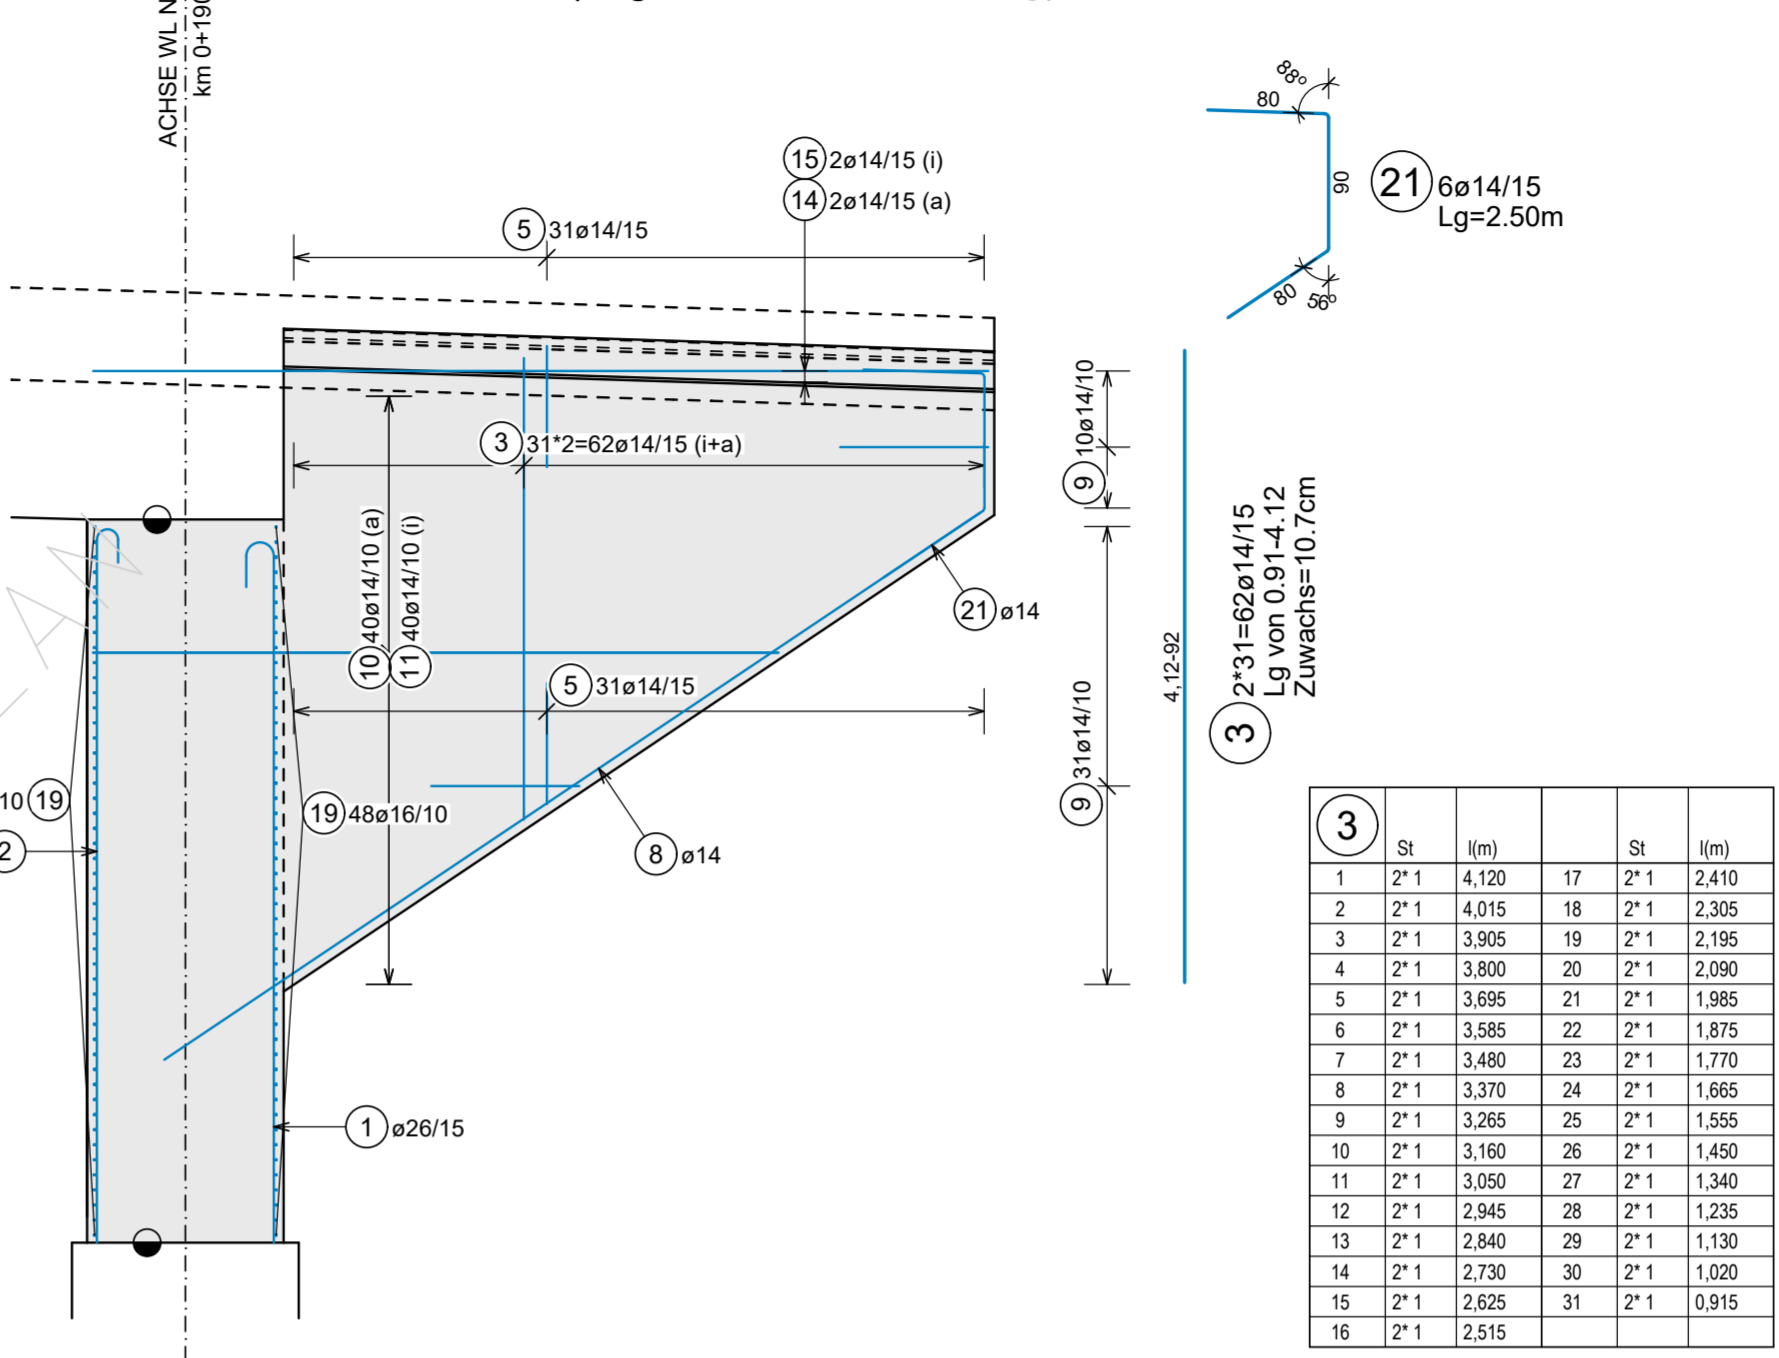 ACHSE WL N
km 0+190
88°
80
90
80
56°
21 6ø14/15
Lg=2.50m
15 2ø14/15 (i)
14 2ø14/15 (a)
5 31ø14/15
3 31*2=62ø14/15 (i+a)
10 40ø14/10 (a)
11 40ø14/10 (i)
9 10ø14/10
21 ø14
5 31ø14/15
9 31ø14/10
4,12-92
3 2*31=62ø14/15
Lg von 0.91-4.12
Zuwachs=10.7cm
10 19
19 48ø16/10
2
8 ø14
1 ø26/15
3 St l(m) St l(m)
1 2* 1 4,120 17 2* 1 2,410
2 2* 1 4,015 18 2* 1 2,305
3 2* 1 3,905 19 2* 1 2,195
4 2* 1 3,800 20 2* 1 2,090
5 2* 1 3,695 21 2* 1 1,985
6 2* 1 3,585 22 2* 1 1,875
7 2* 1 3,480 23 2* 1 1,770
8 2* 1 3,370 24 2* 1 1,665
9 2* 1 3,265 25 2* 1 1,555
10 2* 1 3,160 26 2* 1 1,450
11 2* 1 3,050 27 2* 1 1,340
12 2* 1 2,945 28 2* 1 1,235
13 2* 1 2,840 29 2* 1 1,130
14 2* 1 2,730 30 2* 1 1,020
15 2* 1 2,625 31 2* 1 0,915
16 2* 1 2,515